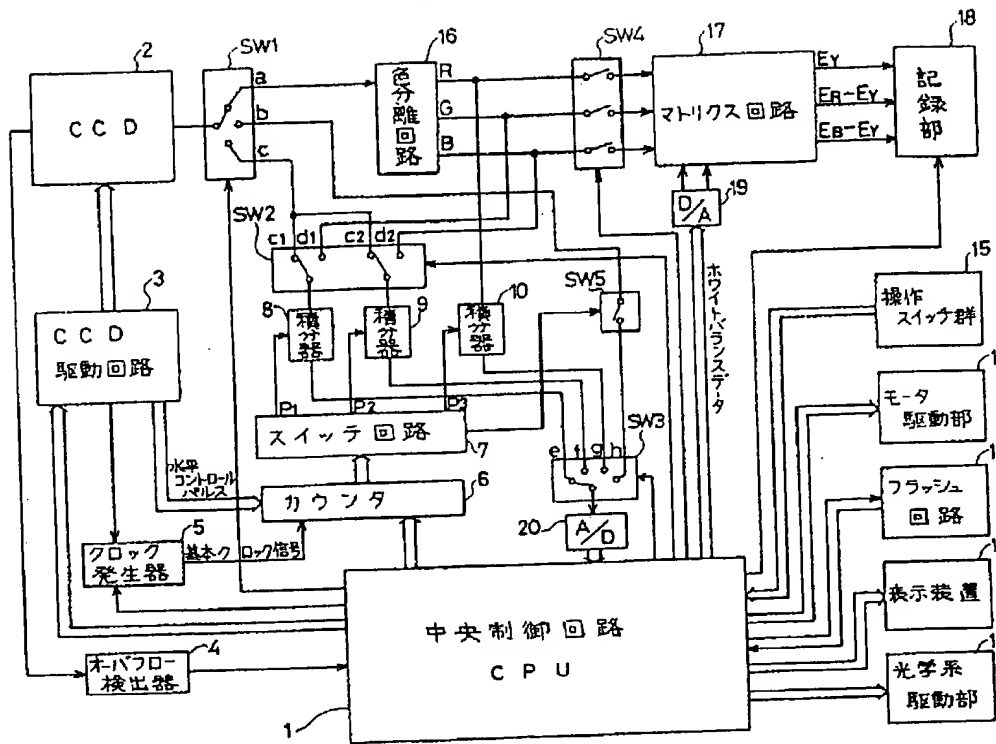 2
CCD
SW1
a
b
c
16
色分離回路
R
G
B
SW4
17
マトリクス回路
EY
ER-EY
EB-EY
18
記録部
D/A
19
SW2
c1
d1
c2
d2
8
積分器
9
積分器
10
積分器
SW5
ホワイトバランスデータ
15
操作
スイッチ群
3
CCD
駆動回路
P1
P2
P3
スイッチ回路
7
SW3
e
f
g
h
1
モータ
駆動部
水平
コントロール
パルス
カウンタ
6
20
A/D
1
フラッシュ
回路
5
クロック
発生器
基本クロック信号
1
表示装置
4
オーバフロー
検出器
中央制御回路
CPU
1
1
光学系
駆動部